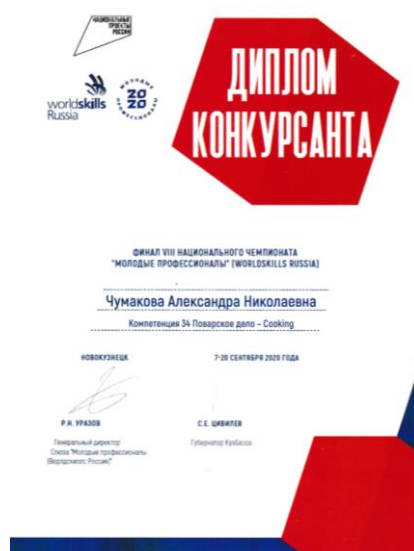 НАЦИОНАЛЬНЫЕ
ПРОЕКТЫ
РОССИИ
worldskills
Russia
МОЛОДЫЕ
20
20
ПРОФЕССИОНАЛЫ
ДИПЛОМ
КОНКУРСАНТА
ФИНАЛ VIII НАЦИОНАЛЬНОГО ЧЕМПИОНАТА
"МОЛОДЫЕ ПРОФЕССИОНАЛЫ" (WORLDSKILLS RUSSIA)
Чумакова Александра Николаевна
Компетенция 34 Поварское дело - Cooking
НОВОКУЗНЕЦК
7-20 СЕНТЯБРЯ 2020 ГОДА
Р.Н. УРАЗОВ
С.Е. ЦИВИЛЕВ
Генеральный директор
Союза "Молодые профессионалы
(Ворлдскиллс Россия)"
Губернатор Кузбасса